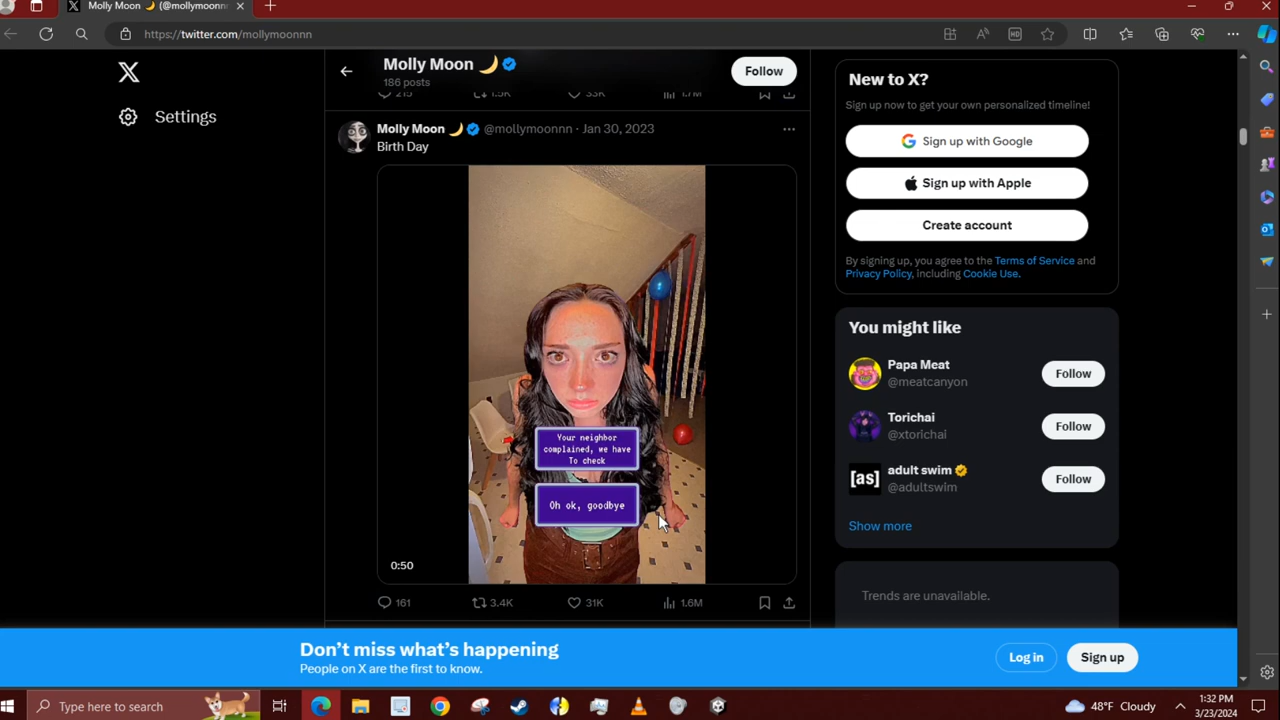 Molly Moon 🌙 (@mollymoonn
https://twitter.com/mollymoonnn
Molly Moon 🌙
186 posts
Follow
215 1.5K 33K 1.7M
Settings
Molly Moon 🌙 @mollymoonnn · Jan 30, 2023
Birth Day
Your neighbor
complained, we have
To check
Oh ok, goodbye
0:50
161 3.4K 31K 1.6M
New to X?
Sign up now to get your own personalized timeline!
Sign up with Google
Sign up with Apple
Create account
By signing up, you agree to the Terms of Service and
Privacy Policy, including Cookie Use.
You might like
Papa Meat
@meatcanyon
Follow
Torichai
@xtorichai
Follow
[as]
adult swim
@adultswim
Follow
Show more
Trends are unavailable.
Don’t miss what’s happening
People on X are the first to know.
Log in
Sign up
Type here to search
48°F Cloudy
1:32 PM
3/23/2024